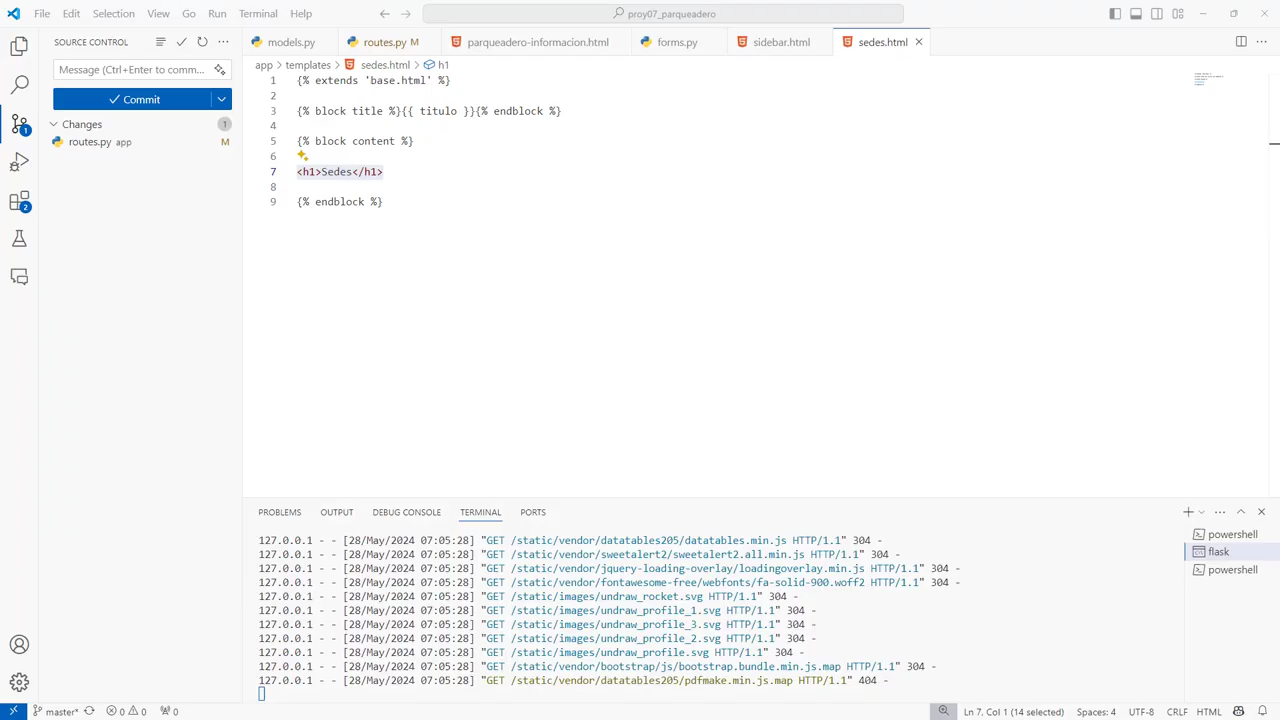 File Edit Selection View Go Run Terminal Help
proy07_parqueadero
SOURCE CONTROL
models.py
routes.py M
parqueadero-informacion.html
forms.py
sidebar.html
sedes.html
Message (Ctrl+Enter to comm...
app > templates > sedes.html > h1
Commit
Changes 1
routes.py app M
1 {% extends 'base.html' %}
2
3 {% block title %}{{ titulo }}{% endblock %}
4
5 {% block content %}
6
7 <h1>Sedes</h1>
8
9 {% endblock %}
1
2
PROBLEMS OUTPUT DEBUG CONSOLE TERMINAL PORTS
127.0.0.1 - - [28/May/2024 07:05:28] "GET /static/vendor/datatables205/datatables.min.js HTTP/1.1" 304 -
127.0.0.1 - - [28/May/2024 07:05:28] "GET /static/vendor/sweetalert2/sweetalert2.all.min.js HTTP/1.1" 304 -
127.0.0.1 - - [28/May/2024 07:05:28] "GET /static/vendor/jquery-loading-overlay/loadingoverlay.min.js HTTP/1.1" 304 -
127.0.0.1 - - [28/May/2024 07:05:28] "GET /static/vendor/fontawesome-free/webfonts/fa-solid-900.woff2 HTTP/1.1" 304 -
127.0.0.1 - - [28/May/2024 07:05:28] "GET /static/images/undraw_rocket.svg HTTP/1.1" 304 -
127.0.0.1 - - [28/May/2024 07:05:28] "GET /static/images/undraw_profile_1.svg HTTP/1.1" 304 -
127.0.0.1 - - [28/May/2024 07:05:28] "GET /static/images/undraw_profile_3.svg HTTP/1.1" 304 -
127.0.0.1 - - [28/May/2024 07:05:28] "GET /static/images/undraw_profile_2.svg HTTP/1.1" 304 -
127.0.0.1 - - [28/May/2024 07:05:28] "GET /static/images/undraw_profile.svg HTTP/1.1" 304 -
127.0.0.1 - - [28/May/2024 07:05:28] "GET /static/vendor/bootstrap/js/bootstrap.bundle.min.js.map HTTP/1.1" 304 -
127.0.0.1 - - [28/May/2024 07:05:28] "GET /static/vendor/datatables205/pdfmake.min.js.map HTTP/1.1" 404 -
powershell
flask
powershell
master* 0 0 0 Ln 7, Col 1 (14 selected) Spaces: 4 UTF-8 CRLF HTML